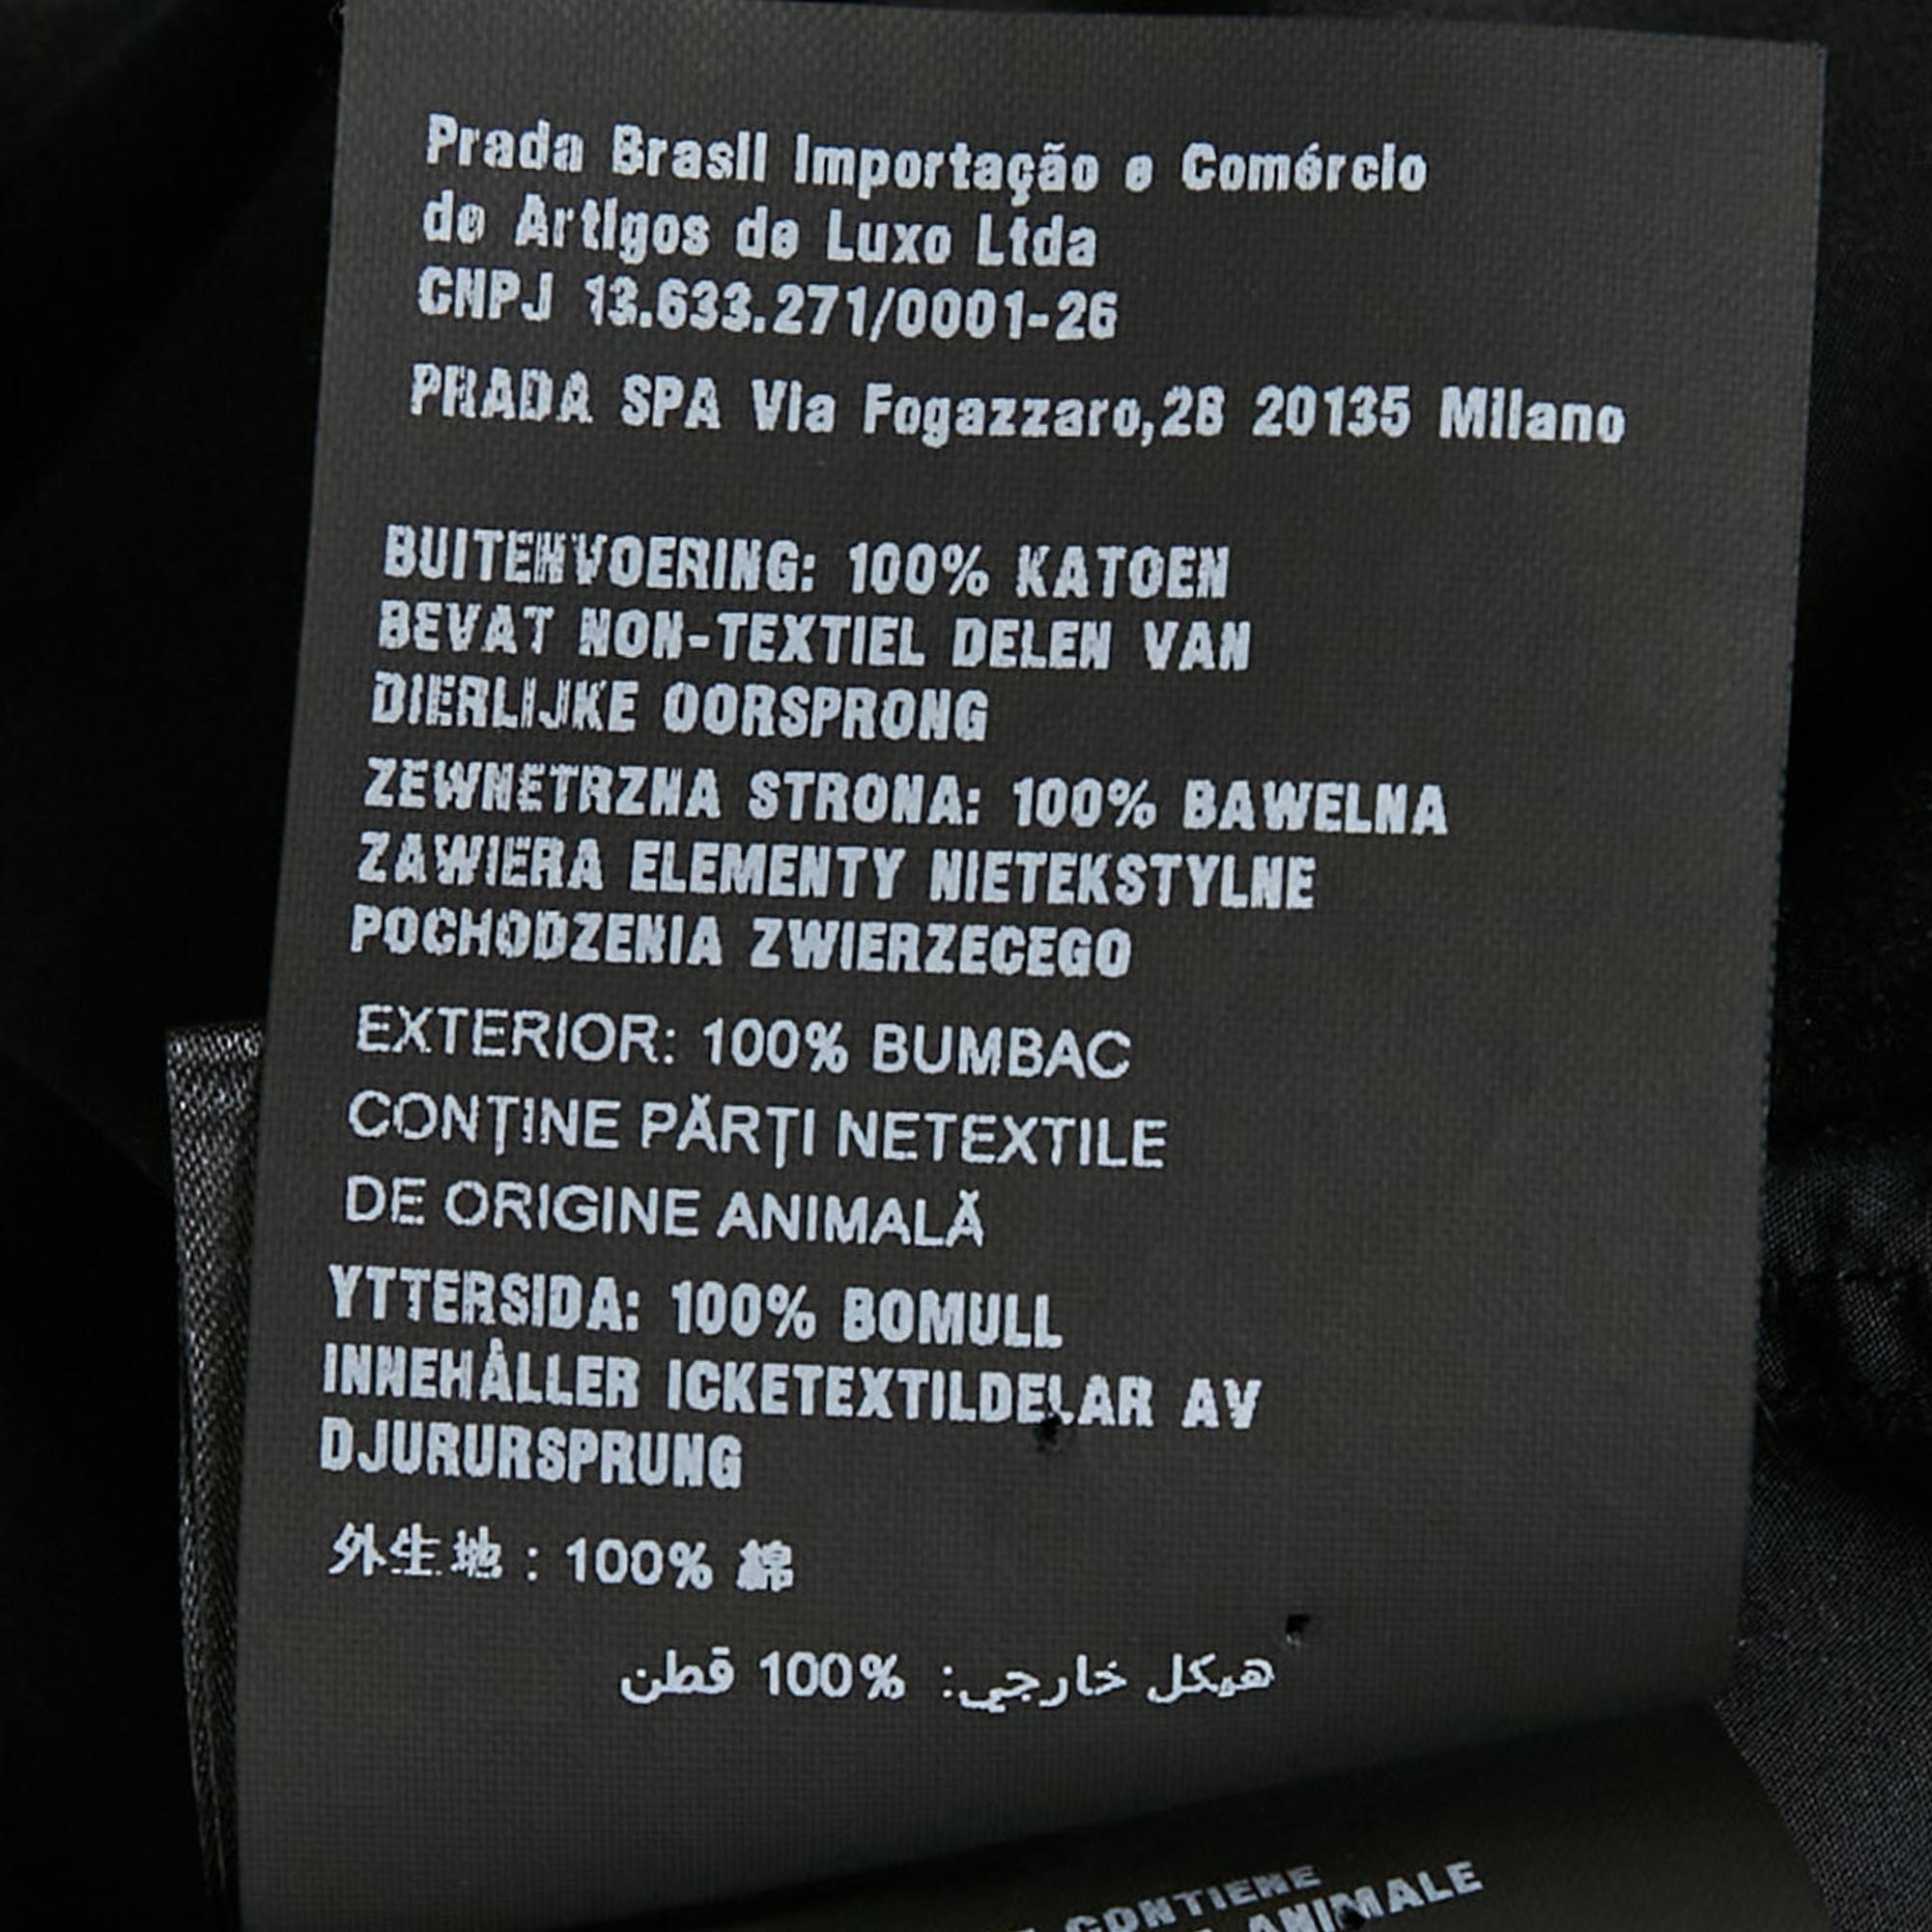 Prada Brasil Importação e Comércio
de Artigos de Luxo Ltda
CNPJ 13.633.271/0001-26
PRADA SPA Via Fogazzaro,28 20135 Milano
BUITENVOERING: 100% KATOEN
BEVAT NON-TEXTIEL DELEN VAN
DIERLIJKE OORSPRONG
ZEWNETRZNA STRONA: 100% BAWELNA
ZAWIERA ELEMENTY NIETEKSTYLNE
POCHODZENIA ZWIERZECEGO
EXTERIOR: 100% BUMBAC
CONŢINE PĂRŢI NETEXTILE
DE ORIGINE ANIMALĂ
YTTERSIDA: 100% BOMULL
INNEHÅLLER ICKETEXTILDELAR AV
DJURURSPRUNG
外生地 : 100% 綿
هيكل خارجي: 100% قطن
CONTIENE
ANIMALE